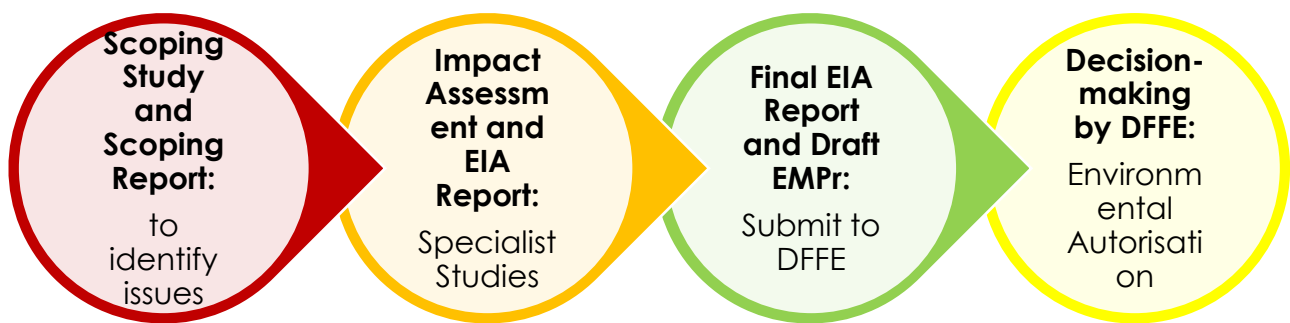 Scoping
Study
and
Scoping
Report:
to
identify
issues
Impact
Assessm
ent and
EIA
Report:
Specialist
Studies
Final EIA
Report
and Draft
EMPr:
Submit to
DFFE
Decision-
making
by DFFE:
Environm
ental
Autorisati
on